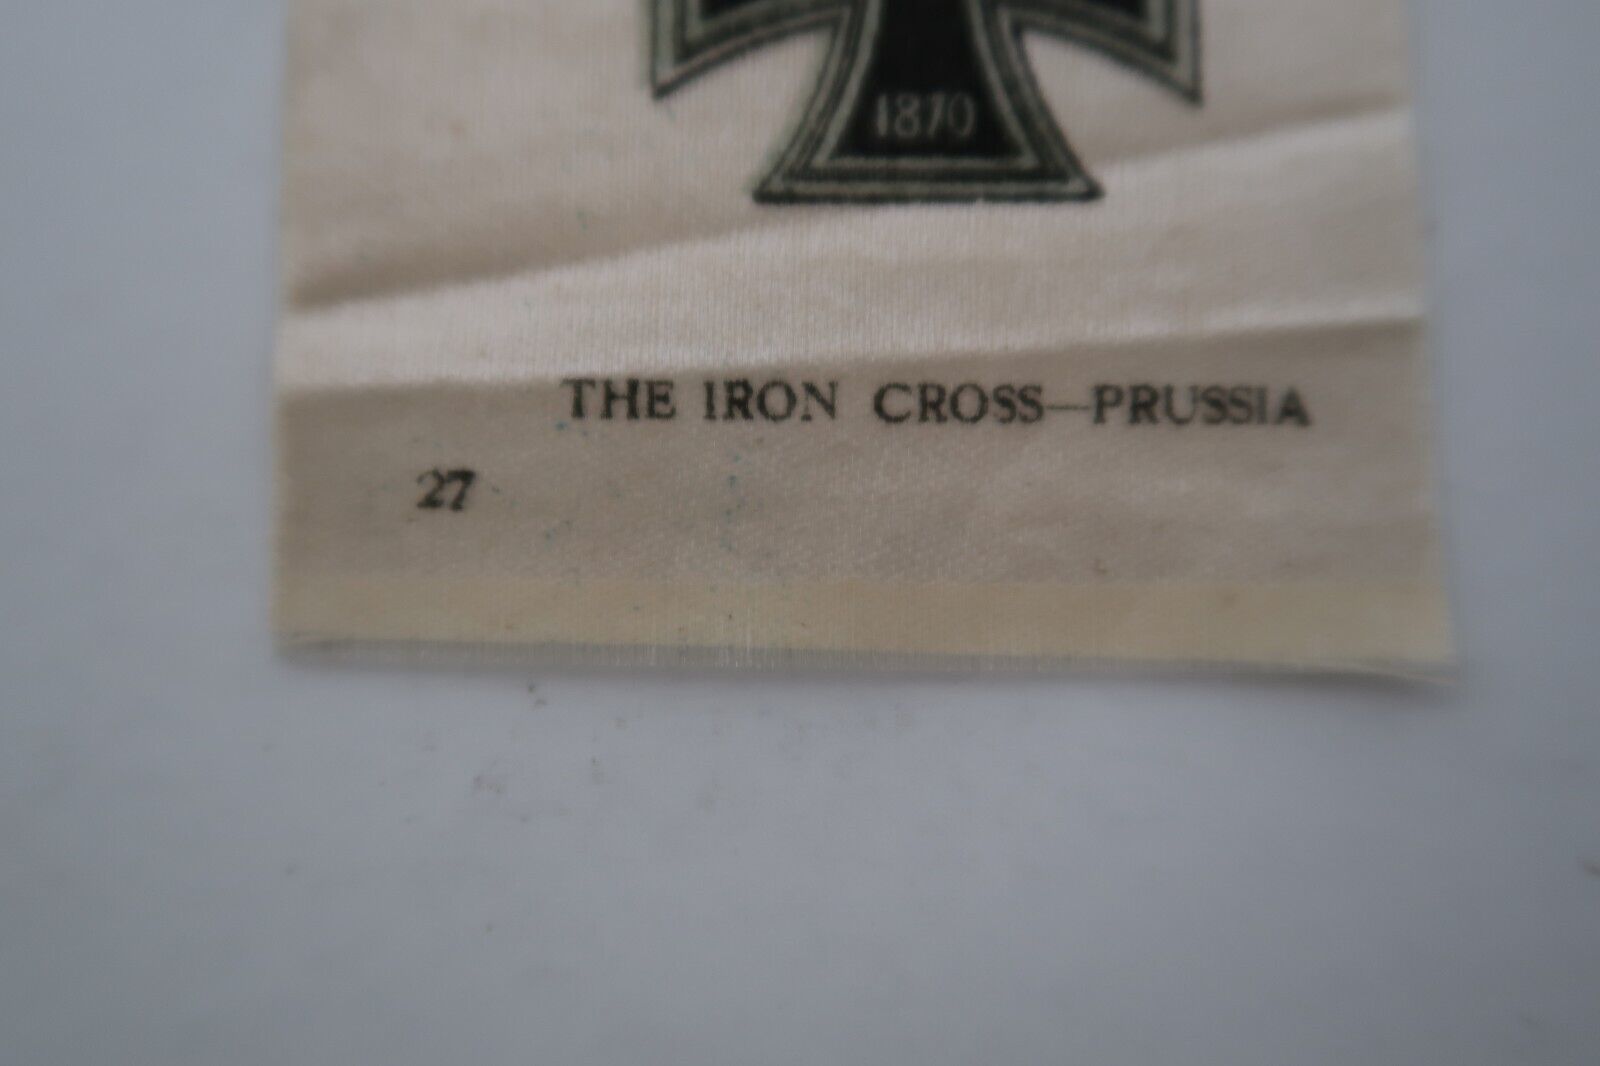 1870
THE IRON CROSS—PRUSSIA
27